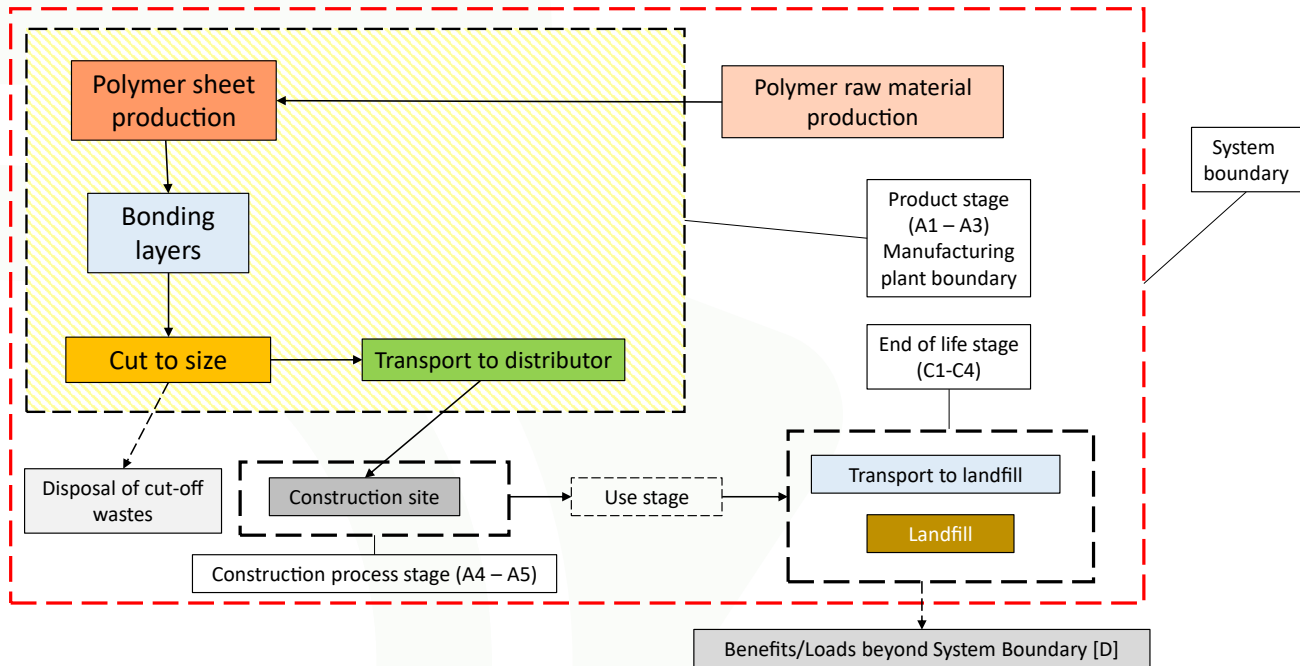 Polymer sheet
production
Polymer raw material
production
System
boundary
Bonding
layers
Product stage
(A1 – A3)
Manufacturing
plant boundary
Cut to size
Transport to distributor
End of life stage
(C1-C4)
Disposal of cut-off
wastes
Construction site
Use stage
Transport to landfill
Landfill
Construction process stage (A4 – A5)
Benefits/Loads beyond System Boundary [D]